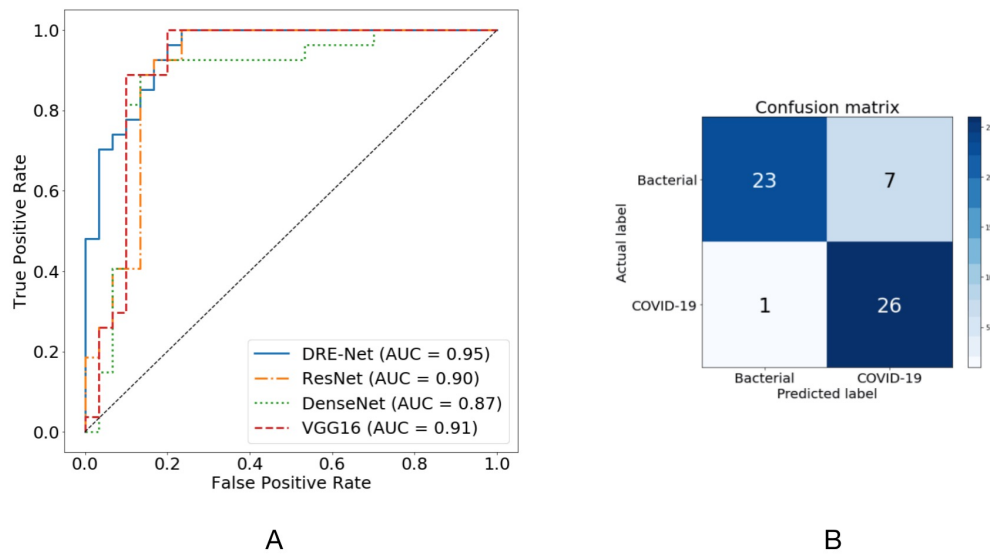 1.0
0.8
0.6
0.4
0.2
0.0
True Positive Rate
DRE-Net (AUC = 0.95)
ResNet (AUC = 0.90)
DenseNet (AUC = 0.87)
VGG16 (AUC = 0.91)
0.0 0.2 0.4 0.6 0.8 1.0
False Positive Rate
A
Confusion matrix
Actual label
Bacterial 23 7
COVID-19 1 26
Bacterial COVID-19
Predicted label
B